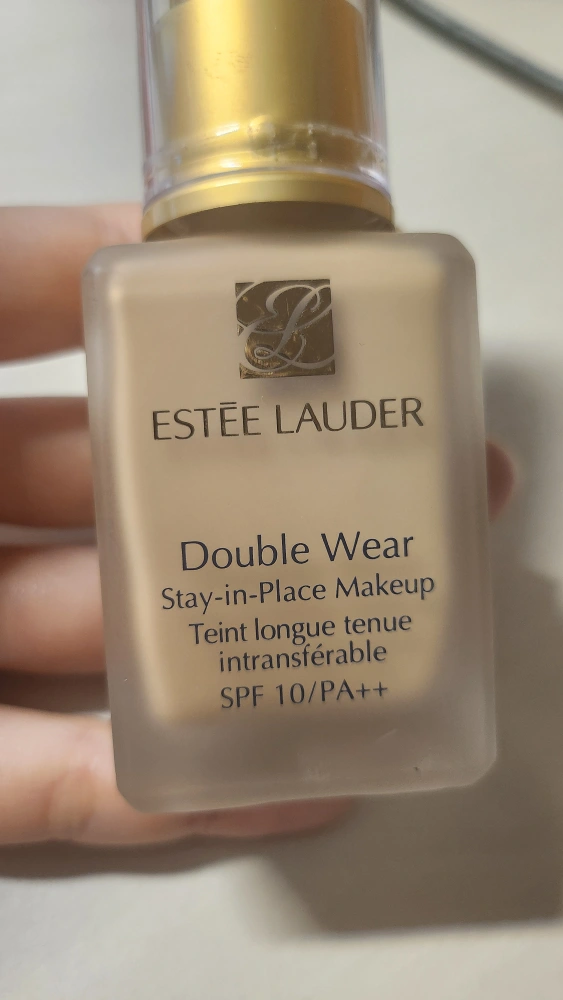 ESTĒE LAUDER
Double Wear
Stay-in-Place Makeup
Teint longue tenue
intransférable
SPF 10/PA++